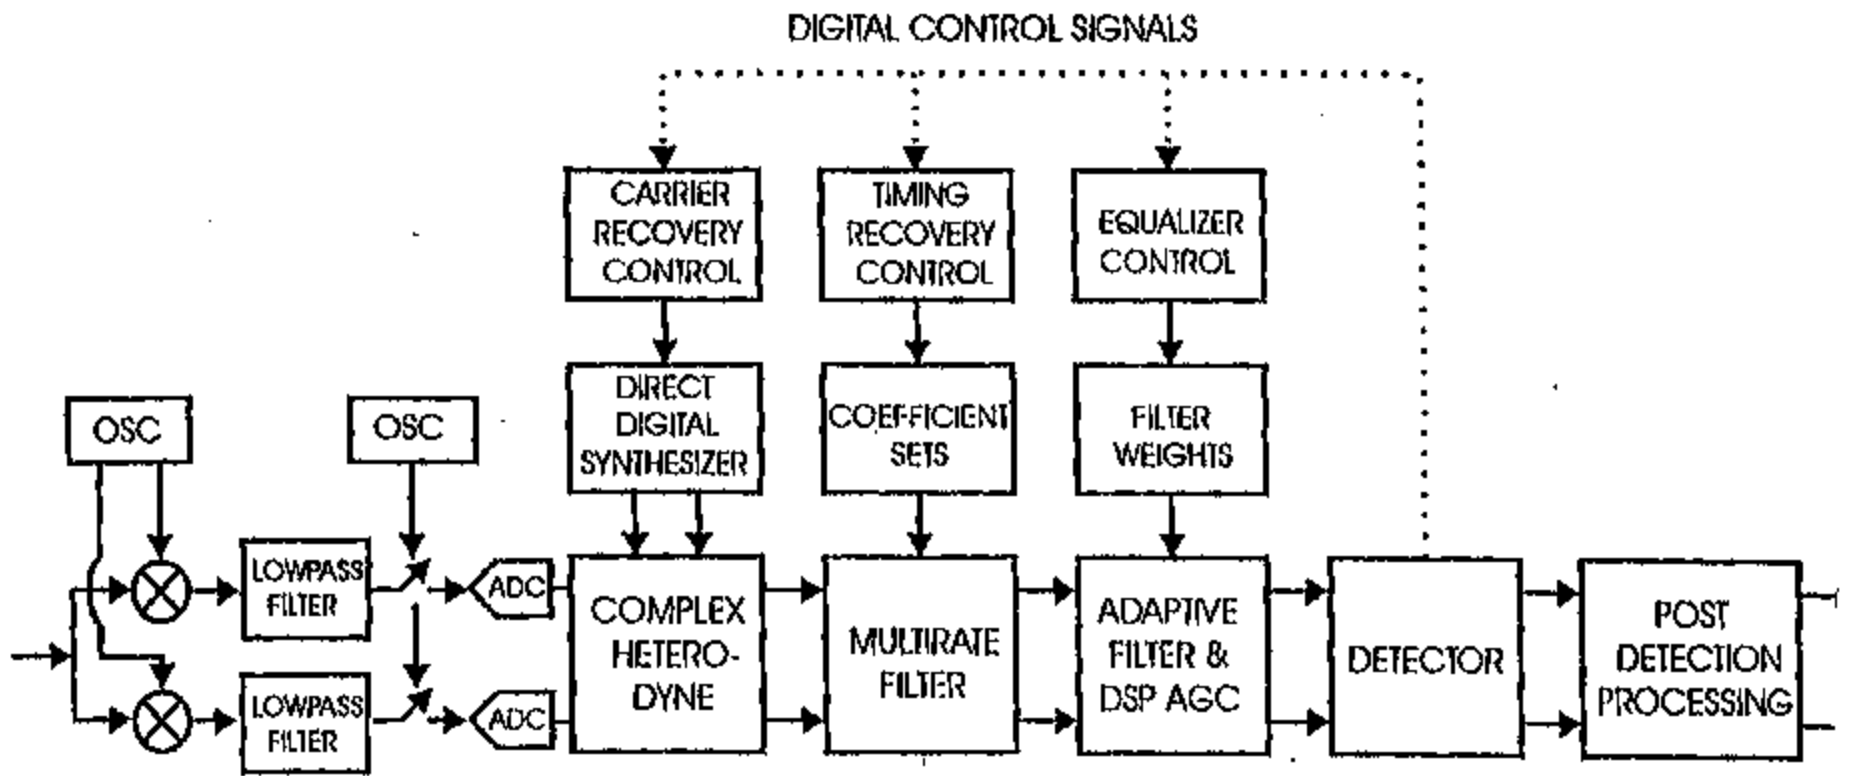 DIGITAL CONTROL SIGNALS
CARRIER
RECOVERY
CONTROL
TIMING
RECOVERY
CONTROL
EQUALIZER
CONTROL
OSC
OSC
DIRECT
DIGITAL
SYNTHESIZER
COEFFICIENT
SETS
FILTER
WEIGHTS
LOWPASS
FILTER
ADC
LOWPASS
FILTER
ADC
COMPLEX
HETERO-
DYNE
MULTIRATE
FILTER
ADAPTIVE
FILTER &
DSP AGC
DETECTOR
POST
DETECTION
PROCESSING